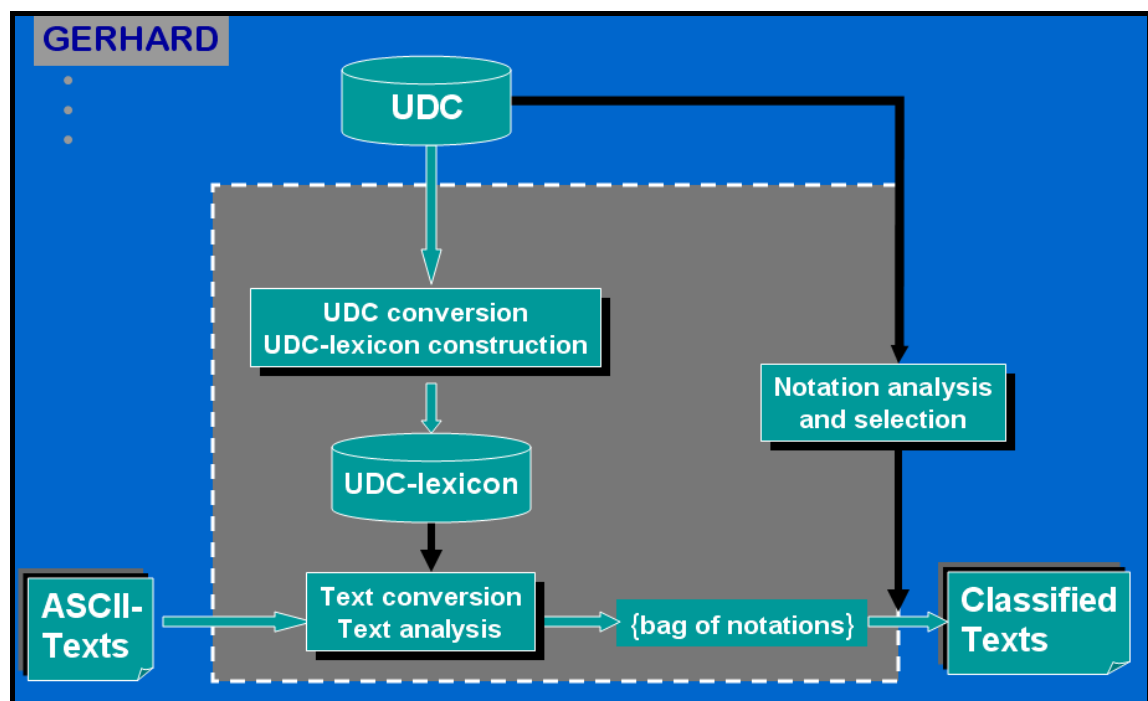 GERHARD
UDC
UDC conversion
UDC-lexicon construction
Notation analysis
and selection
UDC-lexicon
ASCII-
Texts
Text conversion
Text analysis
{bag of notations}
Classified
Texts